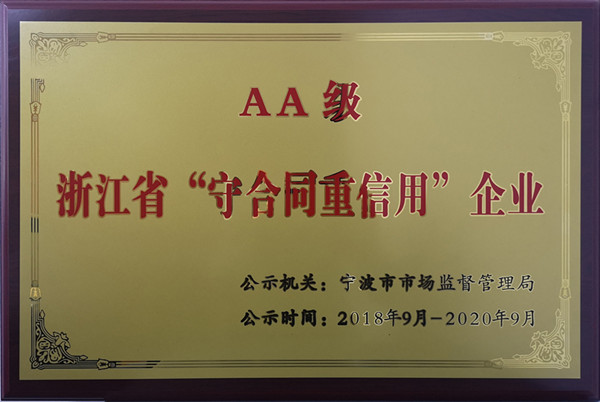 AA级
浙江省“守合同重信用”企业
公示机关：宁波市市场监督管理局
公示时间：2018年9月-2020年9月